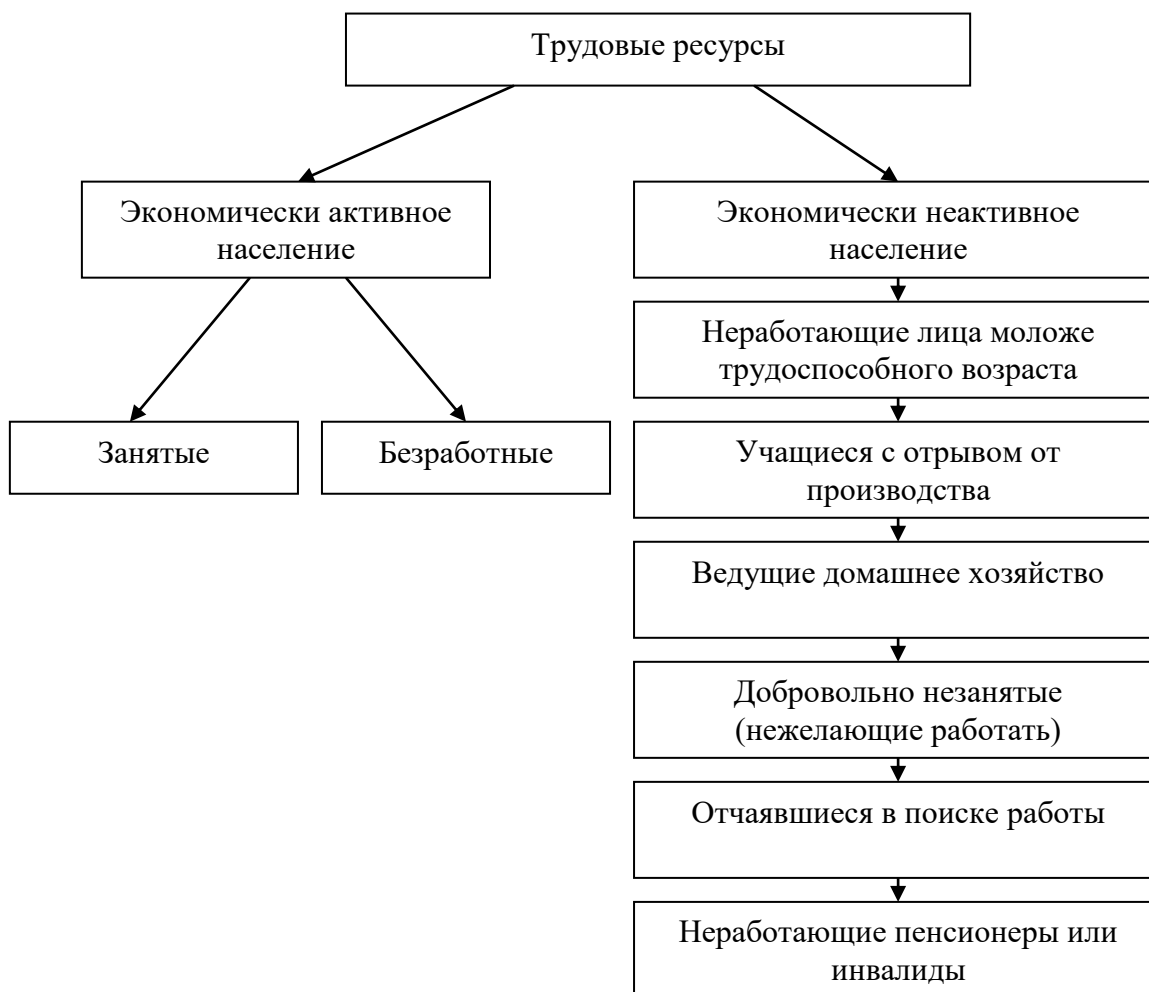 Трудовые ресурсы
Экономически активное
население
Экономически неактивное
население
Неработающие лица моложе
трудоспособного возраста
Занятые
Безработные
Учащиеся с отрывом от
производства
Ведущие домашнее хозяйство
Добровольно незанятые
(нежелающие работать)
Отчаявшиеся в поиске работы
Неработающие пенсионеры или
инвалиды